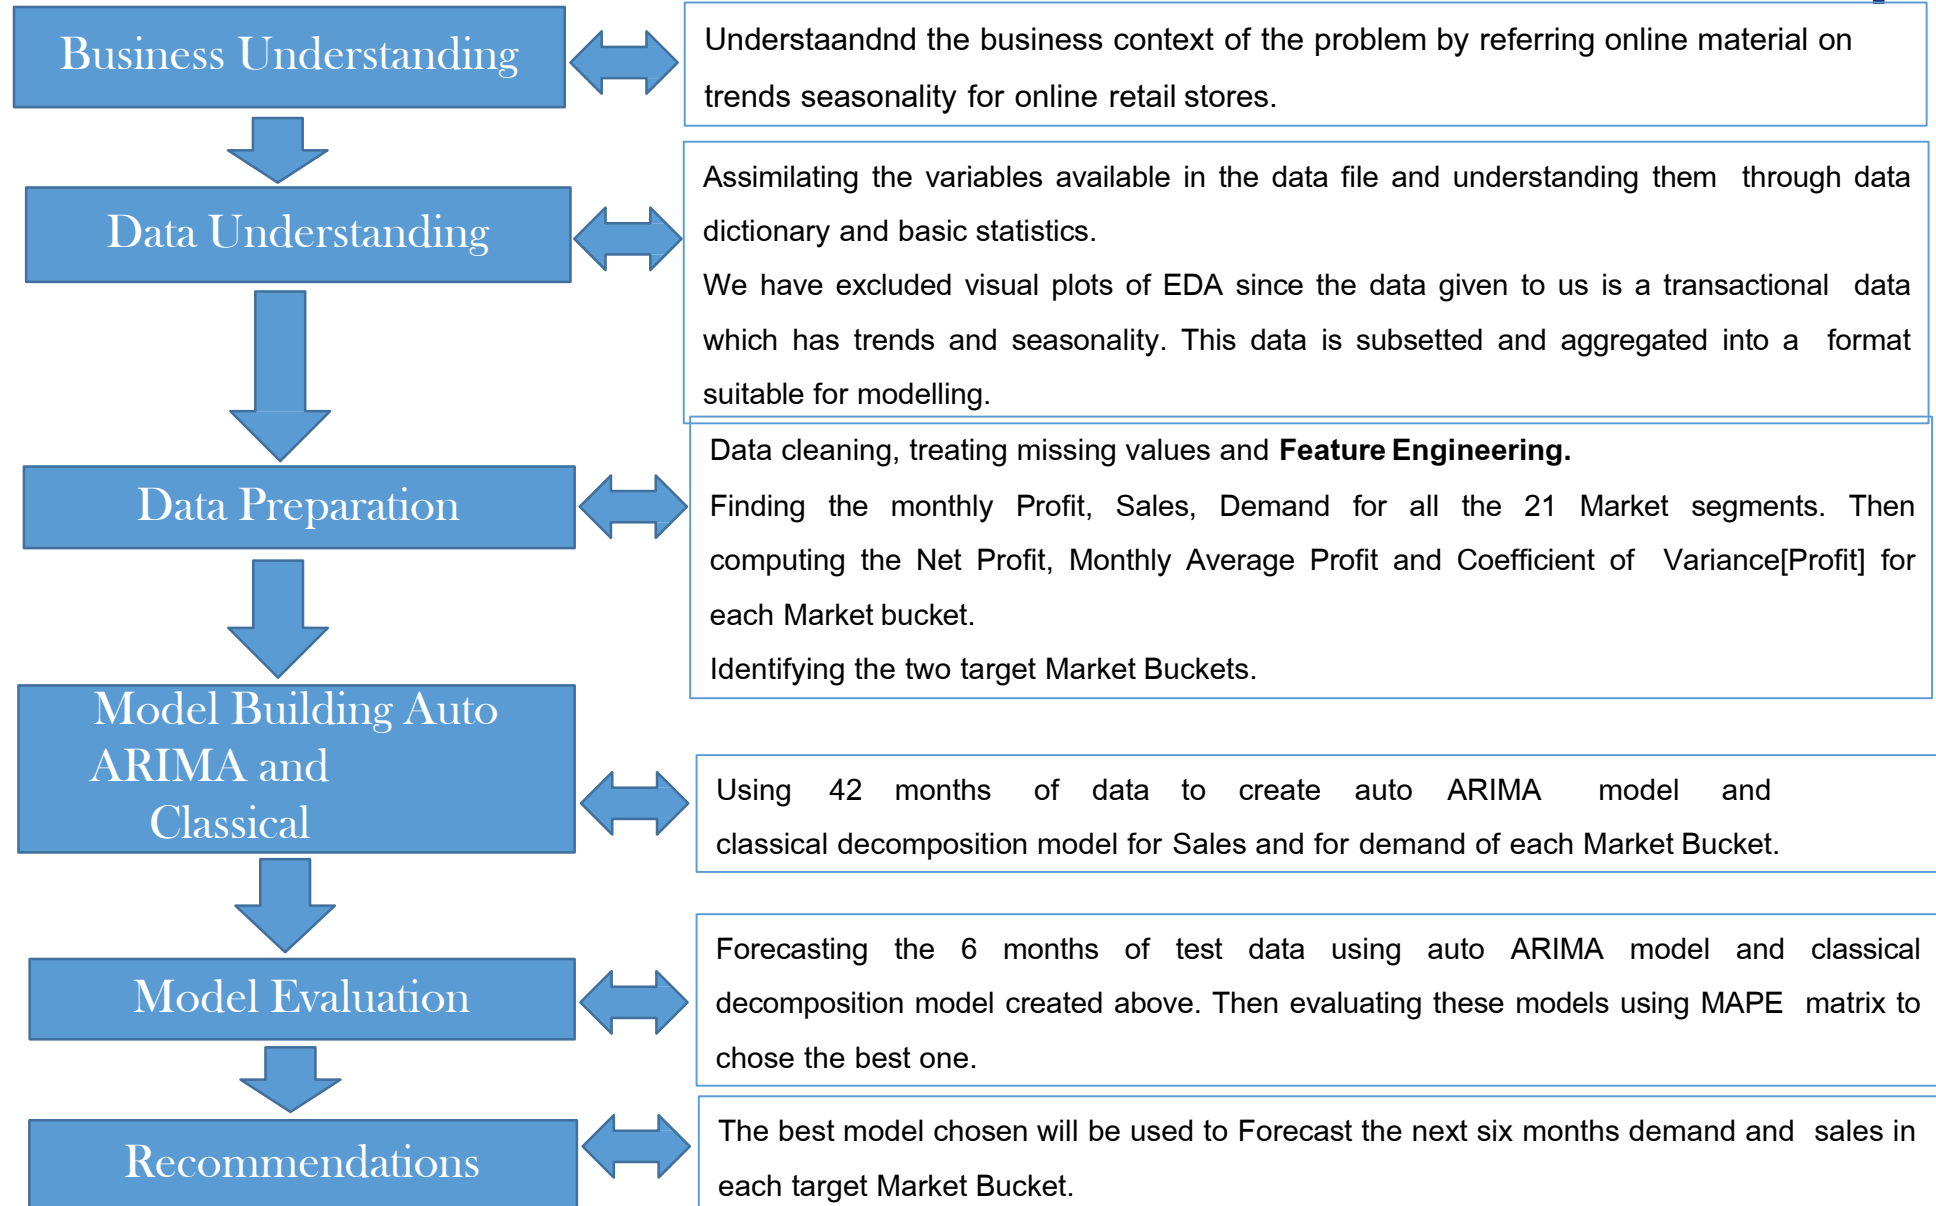 Business Understanding
Understaandnd the business context of the problem by referring online material on
trends seasonality for online retail stores.
Data Understanding
Assimilating the variables available in the data file and understanding them through data
dictionary and basic statistics.
We have excluded visual plots of EDA since the data given to us is a transactional data
which has trends and seasonality. This data is subsetted and aggregated into a format
suitable for modelling.
Data Preparation
Data cleaning, treating missing values and Feature Engineering.
Finding the monthly Profit, Sales, Demand for all the 21 Market segments. Then
computing the Net Profit, Monthly Average Profit and Coefficient of Variance[Profit] for
each Market bucket.
Identifying the two target Market Buckets.
Model Building Auto
ARIMA and
Classical
Using 42 months of data to create auto ARIMA model and
classical decomposition model for Sales and for demand of each Market Bucket.
Model Evaluation
Forecasting the 6 months of test data using auto ARIMA model and classical
decomposition model created above. Then evaluating these models using MAPE matrix to
chose the best one.
Recommendations
The best model chosen will be used to Forecast the next six months demand and sales in
each target Market Bucket.